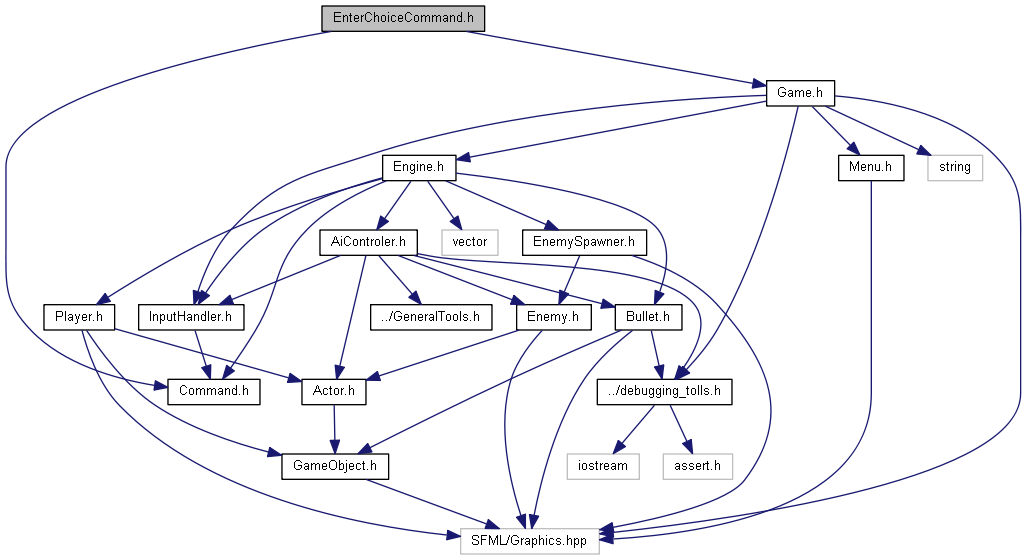 EnterChoiceCommand.h
Game.h
Engine.h
Menu.h
string
AiControler.h
vector
EnemySpawner.h
Player.h
InputHandler.h
../GeneralTools.h
Enemy.h
Bullet.h
Command.h
Actor.h
../debugging_tolls.h
GameObject.h
iostream
assert.h
SFML/Graphics.hpp